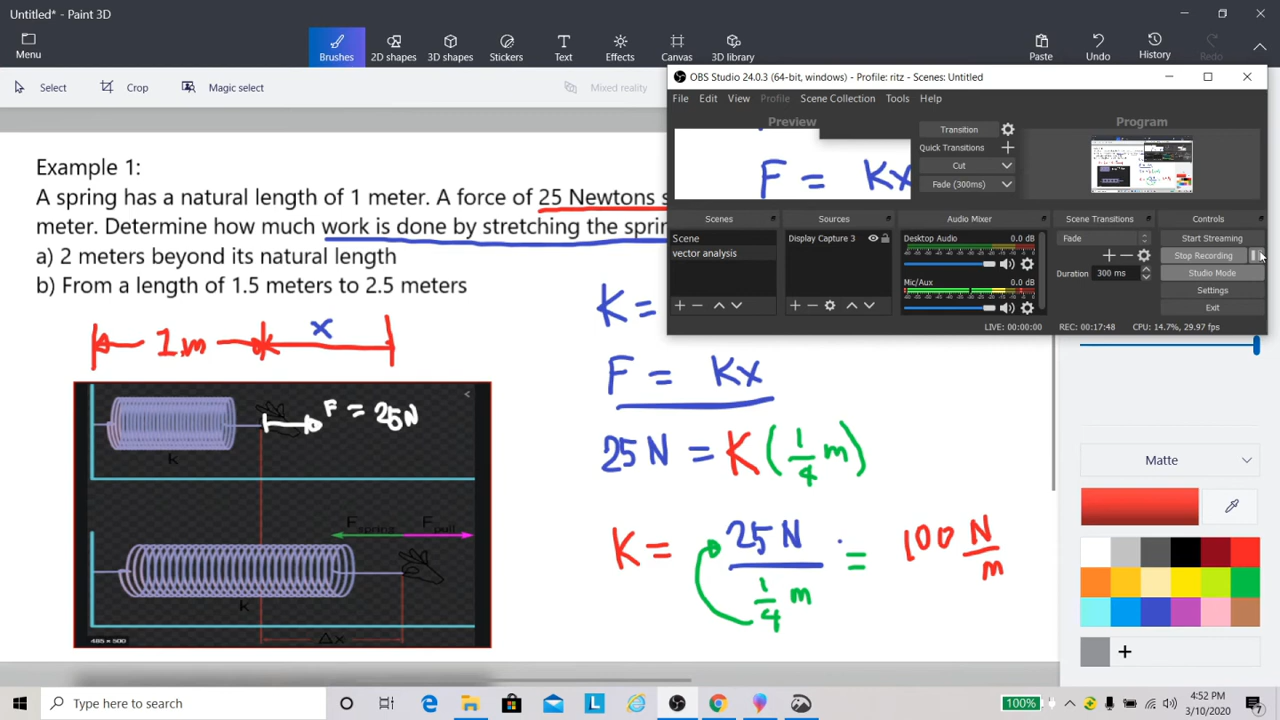 Untitled* - Paint 3D
Menu
Brushes
2D shapes
3D shapes
Stickers
Text
Effects
Canvas
3D library
Paste
Undo
History
Redo
Select
Crop
Magic select
Mixed reality
OBS Studio 24.0.3 (64-bit, windows) - Profile: ritz - Scenes: Untitled
File Edit View Profile Scene Collection Tools Help
Preview
Transition
Program
Quick Transitions
Cut
Fade (300ms)
F = Kx
Scenes
Sources
Audio Mixer
Scene Transitions
Controls
Scene
vector analysis
Display Capture 3
Desktop Audio 0.0 dB
Mic/Aux 0.0 dB
Fade
Duration 300 ms
Start Streaming
Stop Recording
Studio Mode
Settings
Exit
LIVE: 00:00:00 REC: 00:17:48 CPU: 14.7%, 29.97 fps
Example 1:
A spring has a natural length of 1 meter. A force of 25 Newtons s
meter. Determine how much work is done by stretching the sprin
a) 2 meters beyond its natural length
b) From a length of 1.5 meters to 2.5 meters
1m x
F = 25N
k
Fspring Fpull
k
Δx
485 × 500
K =
F = Kx
25 N = K (1/4 m)
K = 25 N / 1/4 m = 100 N/m
Matte
Type here to search
100%
4:52 PM
3/10/2020
7